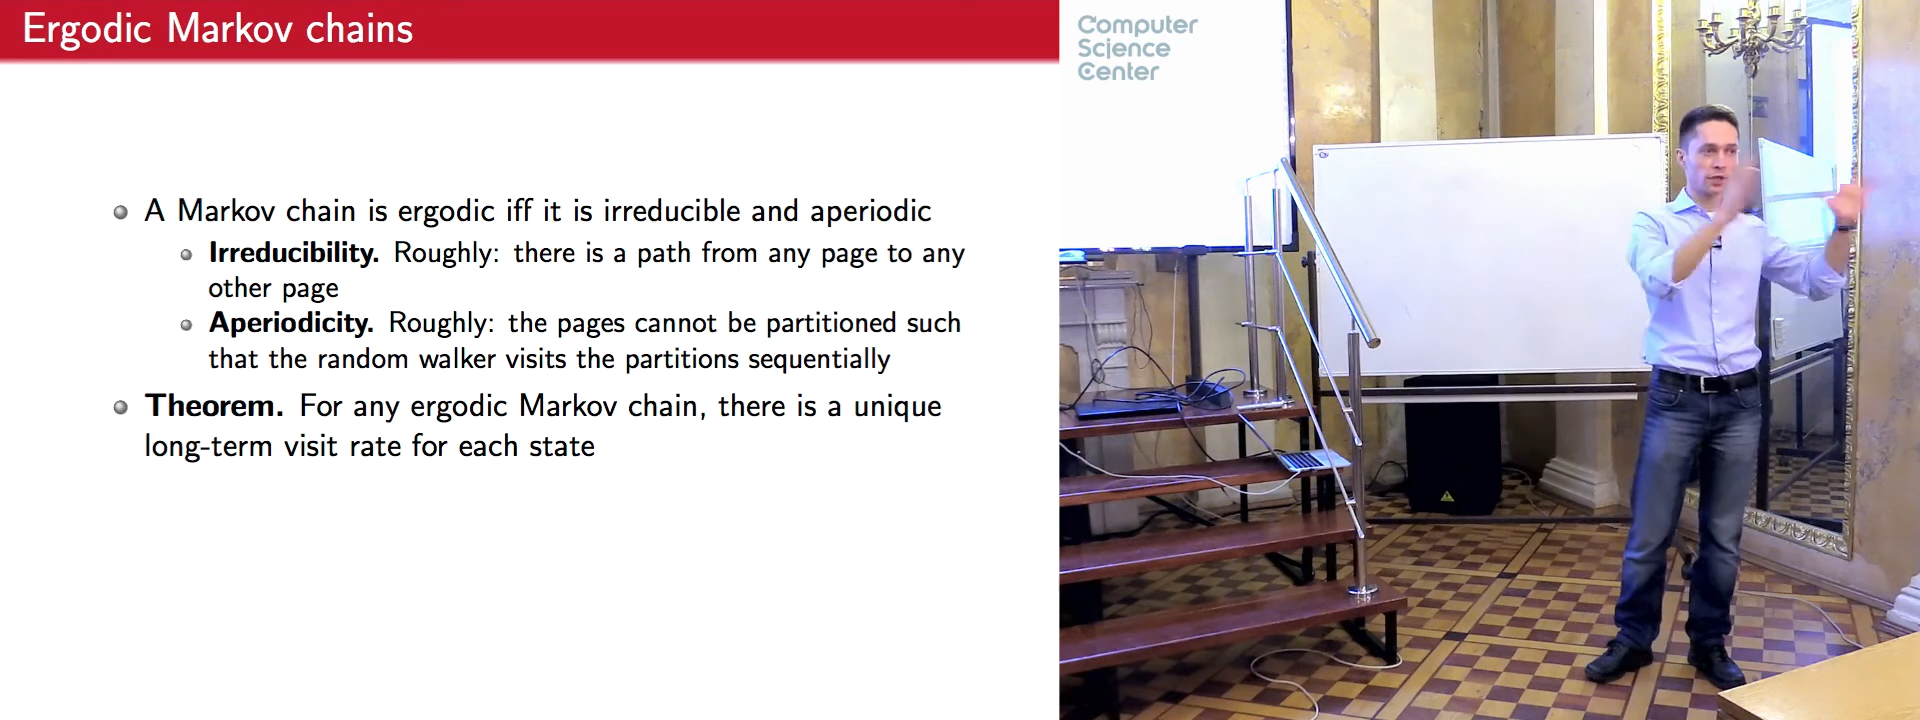 Ergodic Markov chains
A Markov chain is ergodic iff it is irreducible and aperiodic
Irreducibility. Roughly: there is a path from any page to any
other page
Aperiodicity. Roughly: the pages cannot be partitioned such
that the random walker visits the partitions sequentially
Theorem. For any ergodic Markov chain, there is a unique
long-term visit rate for each state
Computer
Science
Center